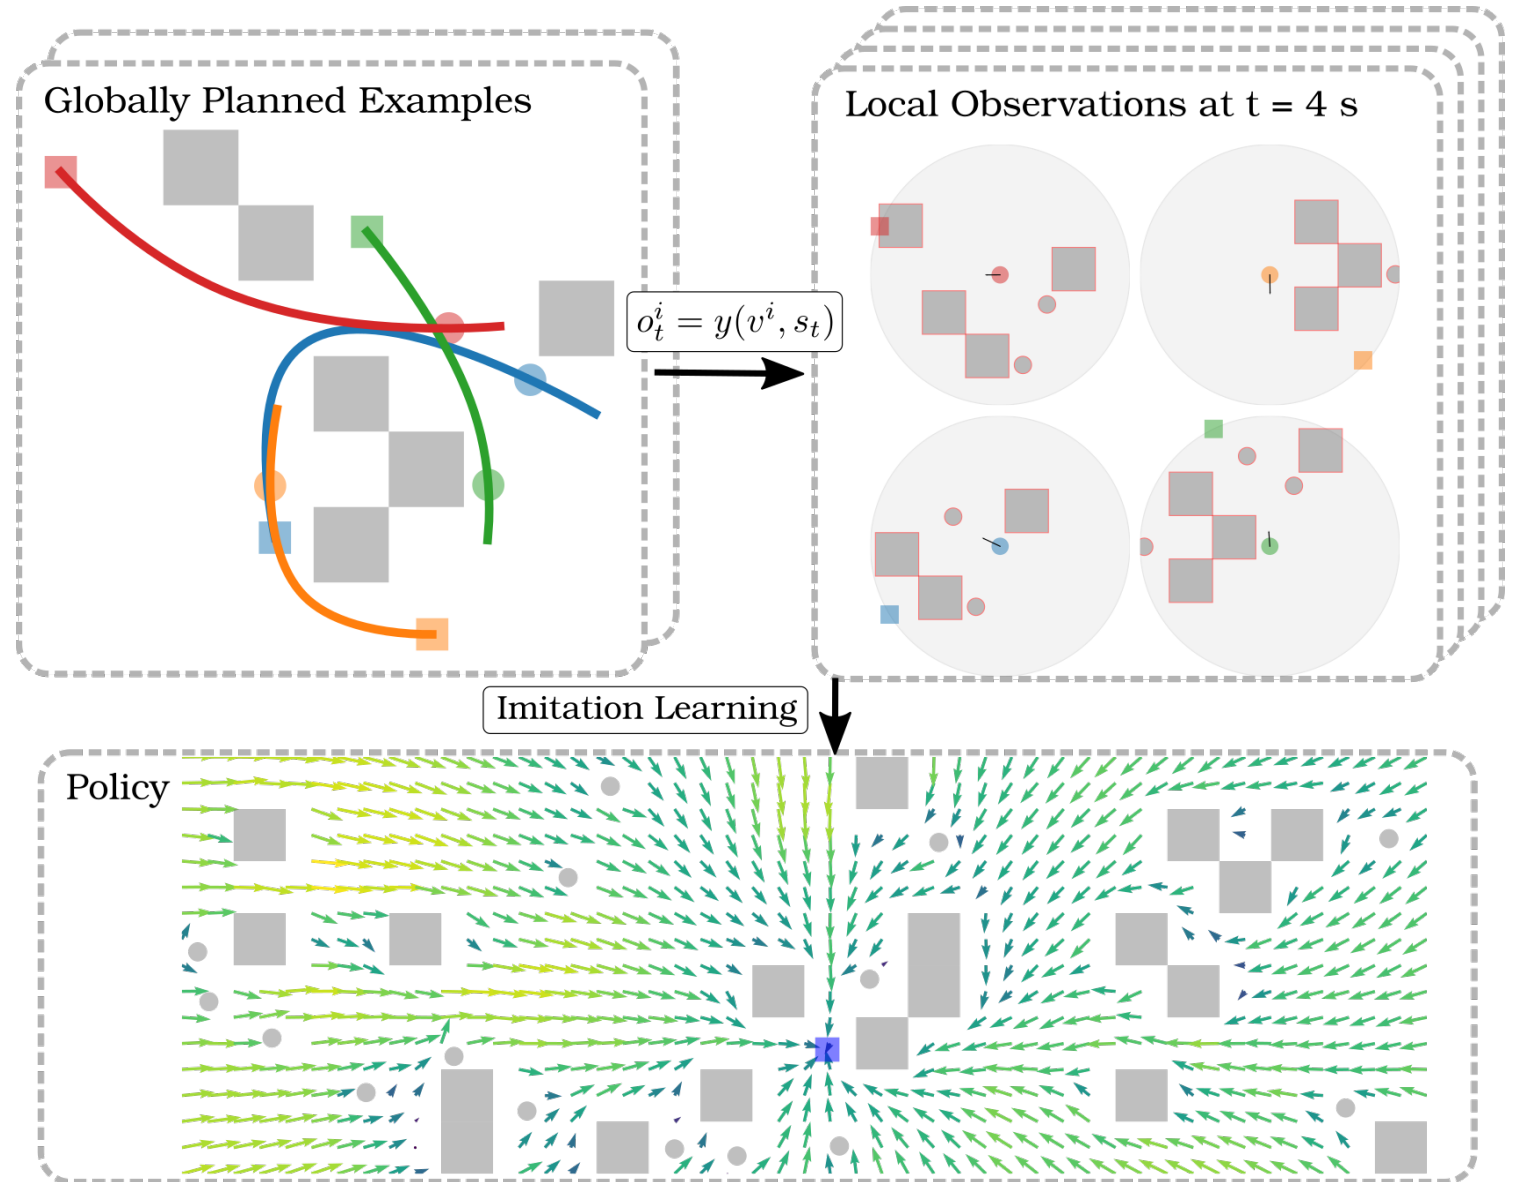 Globally Planned Examples
Local Observations at t = 4 s
$o_t^i = y(v^i, s_t)$
Imitation Learning
Policy